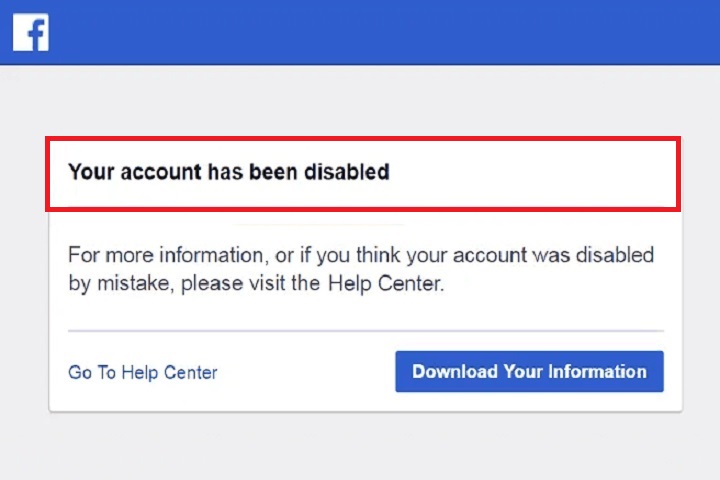 Your account has been disabled
For more information, or if you think your account was disabled
by mistake, please visit the Help Center.
Go To Help Center
Download Your Information